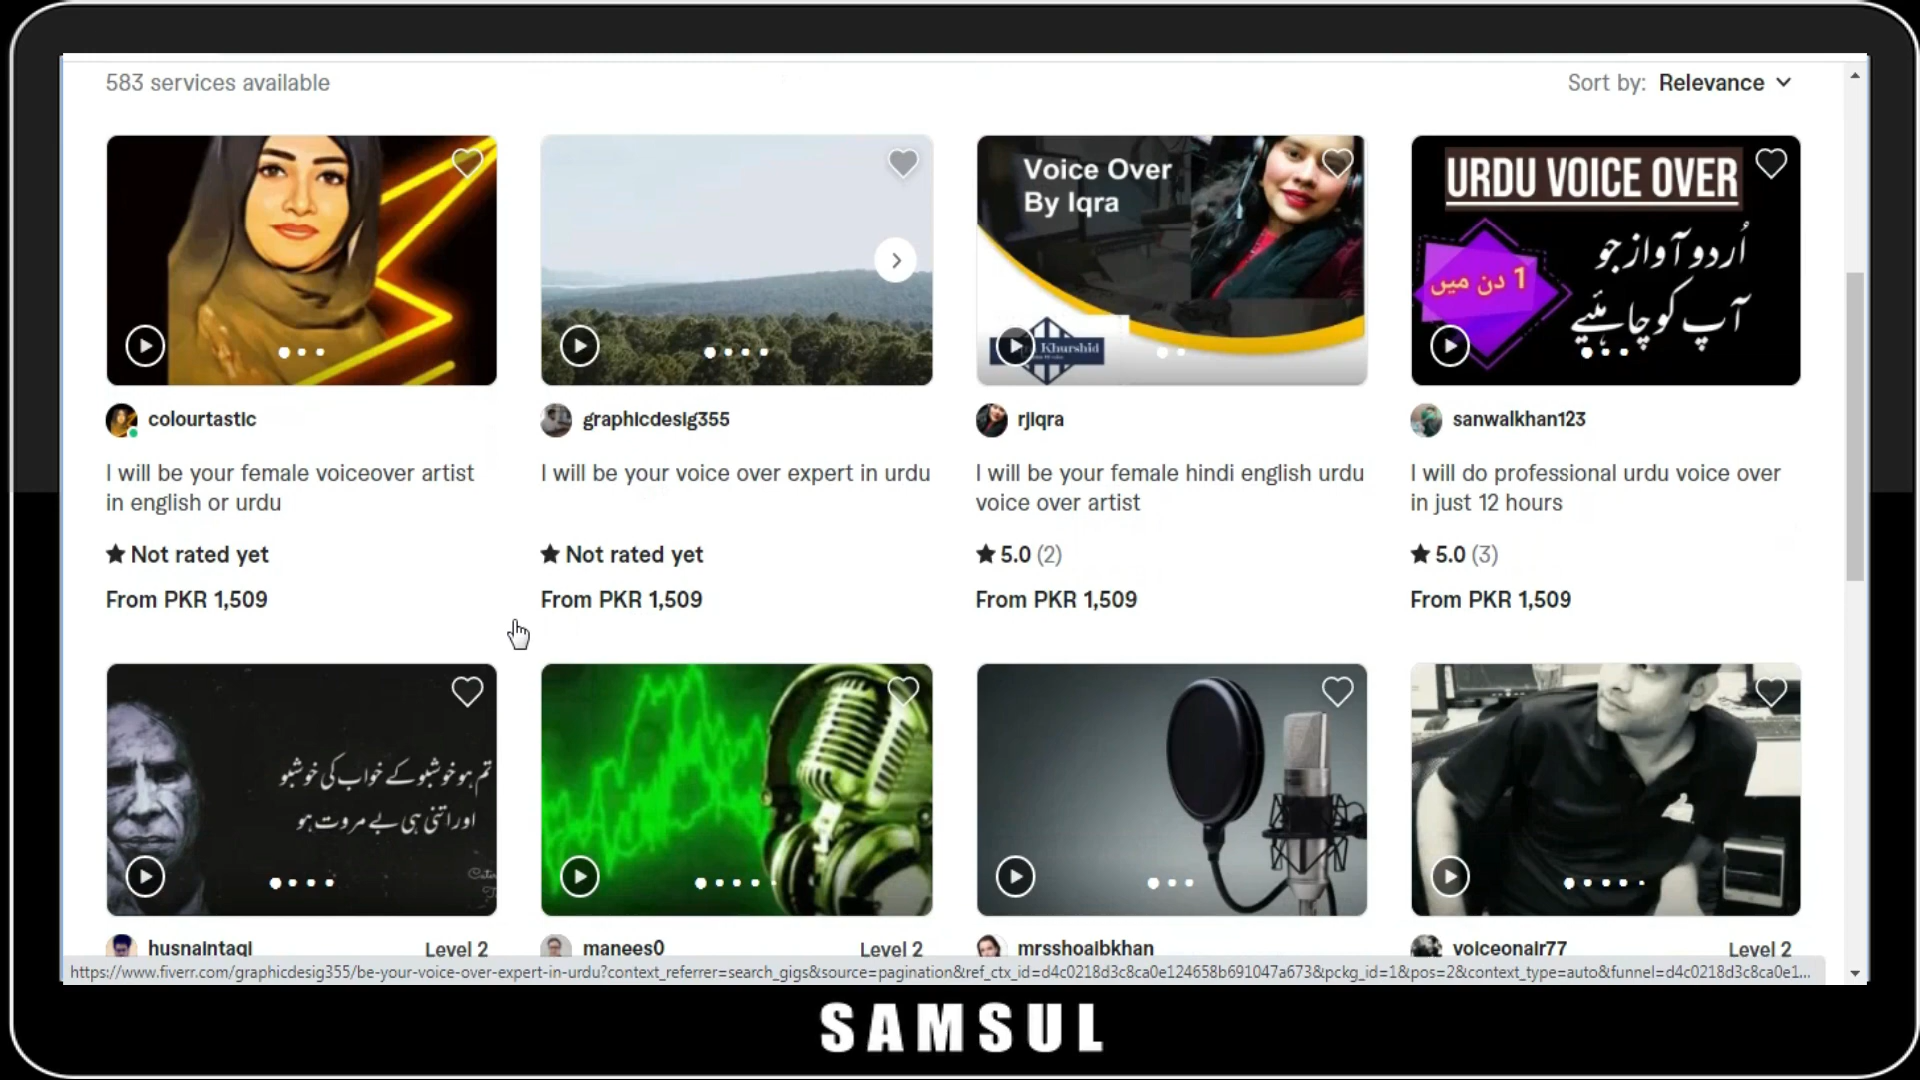 583 services available
Sort by: Relevance
Voice Over
By Iqra
Khurshid
URDU VOICE OVER
اُردو آواز جو
آپ کو چاہئیے
1 دن میں
colourtastic
graphicdesig355
rjiqra
sanwalkhan123
I will be your female voiceover artist
in english or urdu
I will be your voice over expert in urdu
I will be your female hindi english urdu
voice over artist
I will do professional urdu voice over
in just 12 hours
Not rated yet
Not rated yet
5.0 (2)
5.0 (3)
From PKR 1,509
From PKR 1,509
From PKR 1,509
From PKR 1,509
تم ہو خوشبو کے خواب کی خوشبو
اور اتنی ہی بے مروت ہو
husnaintaqi
Level 2
manees0
Level 2
mrsshoaibkhan
voiceonair77
Level 2
https://www.fiverr.com/graphicdesig355/be-your-voice-over-expert-in-urdu?context_referrer=search_gigs&source=pagination&ref_ctx_id=d4c0218d3c8ca0e124658b691047a673&pckg_id=1&pos=2&context_type=auto&funnel=d4c0218d3c8ca0e1...
SAMSUL